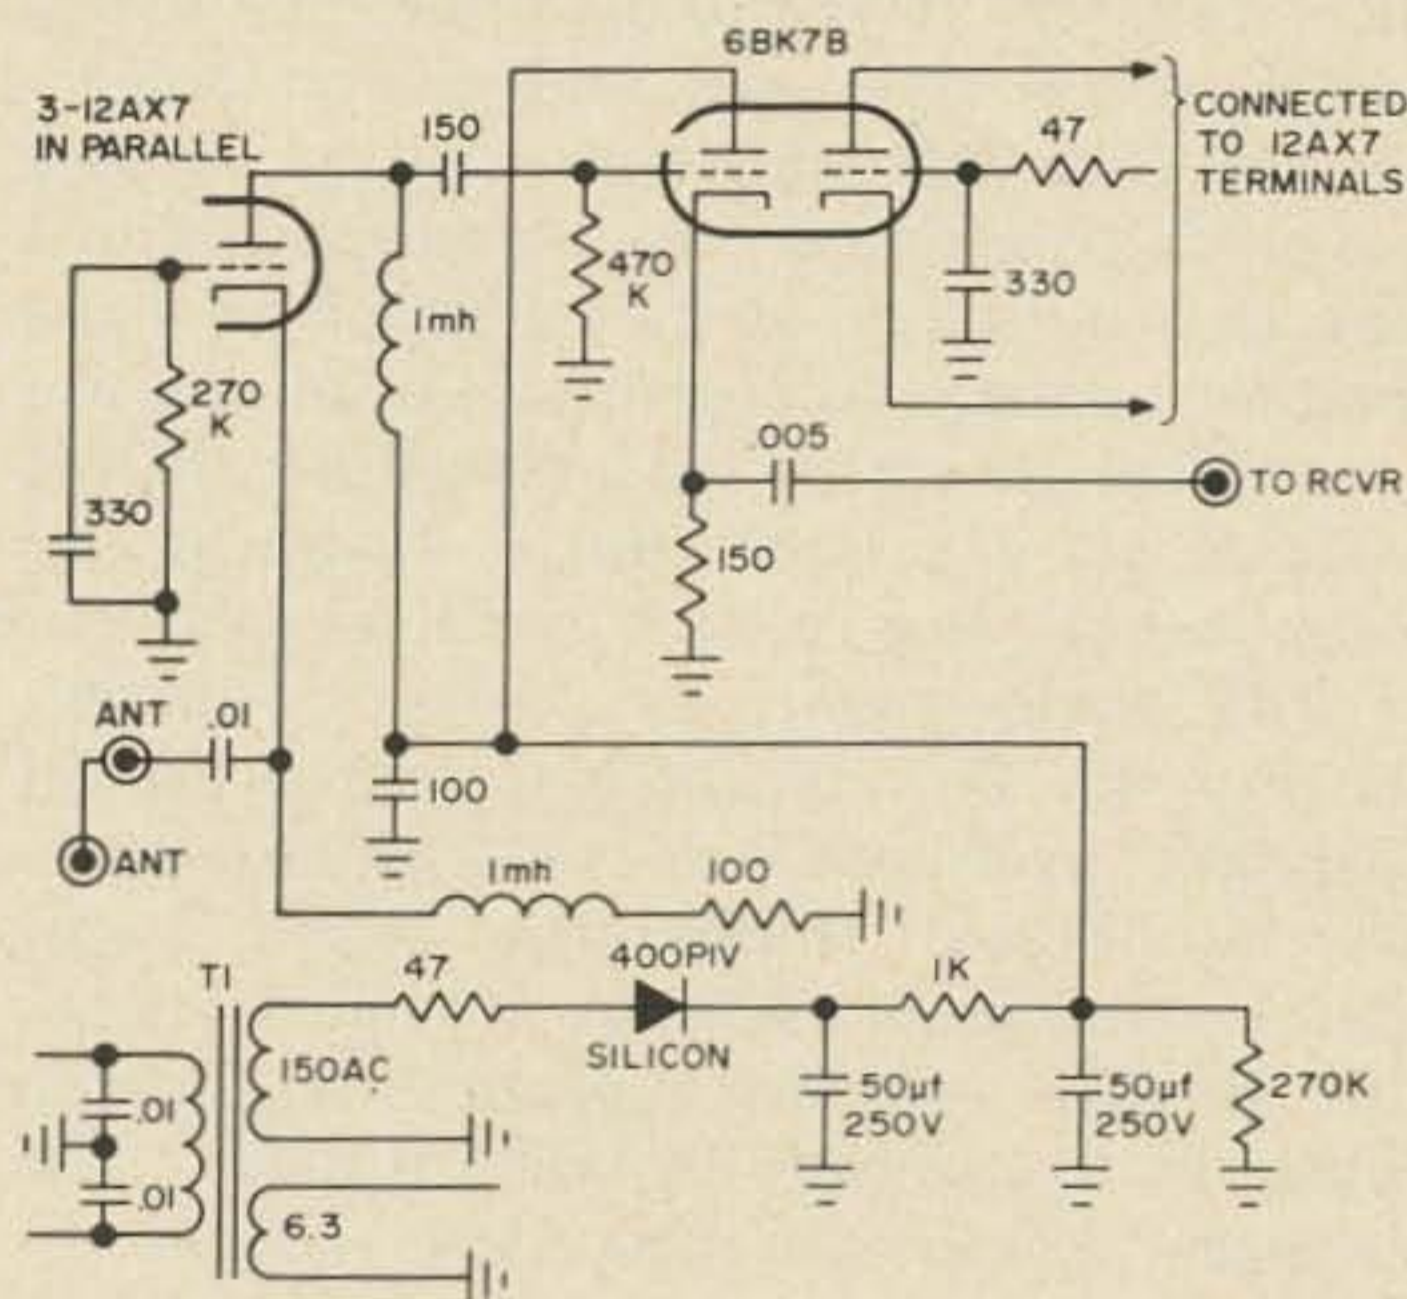 6BK7B
3-12AX7
IN PARALLEL
150
47
CONNECTED
TO 12AX7
TERMINALS
470
K
330
1mh
270
K
.005
TO RCVR
330
150
ANT
.01
100
ANT
1mh
100
T1
47
400PIV
1K
SILICON
150AC
50µf
250V
50µf
250V
270K
.01
.01
6.3